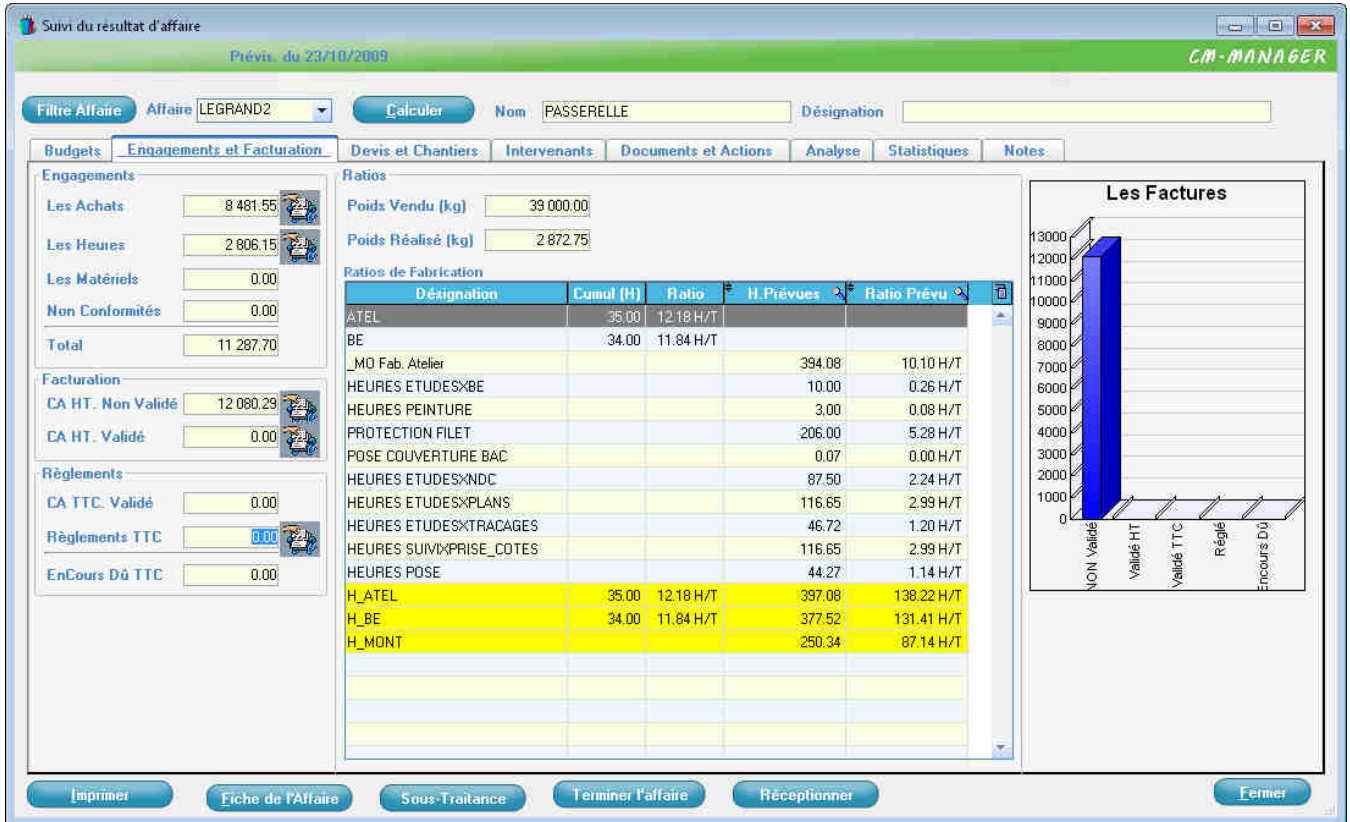 Suivi du résultat d'affaire
Prévis. du 23/10/2009 CM-MANAGER
Filtre Affaire Affaire LEGRAND2 Calculer Nom PASSERELLE Désignation
Budgets Engagements et Facturation Devis et Chantiers Intervenants Documents et Actions Analyse Statistiques Notes
Engagements
Les Achats 8 481.55
Les Heures 2 806.15
Les Matériels 0.00
Non Conformités 0.00
Total 11 287.70
Facturation
CA HT. Non Validé 12 080.29
CA HT. Validé 0.00
Règlements
CA TTC. Validé 0.00
Règlements TTC 0.00
EnCours Dû TTC 0.00
Ratios
Poids Vendu (kg) 39 000.00
Poids Réalisé (kg) 2 872.75
Ratios de Fabrication
Désignation Cumul (H) Ratio H.Prévues Ratio Prévu
ATEL 35.00 12.18 H/T
BE 34.00 11.84 H/T
_MO Fab. Atelier 394.08 10.10 H/T
HEURES ETUDESXBE 10.00 0.26 H/T
HEURES PEINTURE 3.00 0.08 H/T
PROTECTION FILET 206.00 5.28 H/T
POSE COUVERTURE BAC 0.07 0.00 H/T
HEURES ETUDESXNDC 87.50 2.24 H/T
HEURES ETUDESXPLANS 116.65 2.99 H/T
HEURES ETUDESXTRACAGES 46.72 1.20 H/T
HEURES SUIVIXPRISE_COTES 116.65 2.99 H/T
HEURES POSE 44.27 1.14 H/T
H_ATEL 35.00 12.18 H/T 397.08 138.22 H/T
H_BE 34.00 11.84 H/T 377.52 131.41 H/T
H_MONT 250.34 87.14 H/T
Les Factures
13000
12000
11000
10000
9000
8000
7000
6000
5000
4000
3000
2000
1000
0
NON Validé
Validé HT
Validé TTC
Réglé
Encours Dû
Imprimer Fiche de l'Affaire Sous-Traitance Terminer l'affaire Réceptionner Fermer